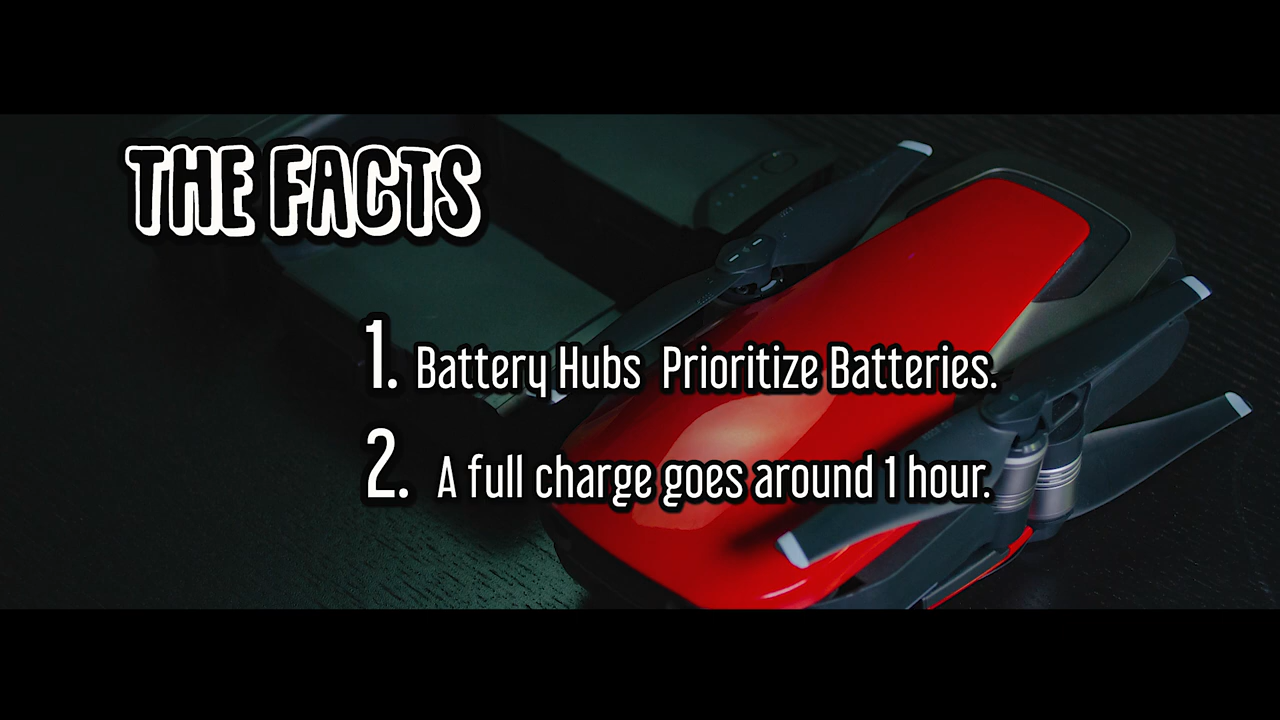 THE FACTS
1. Battery Hubs Prioritize Batteries.
2. A full charge goes around 1 hour.